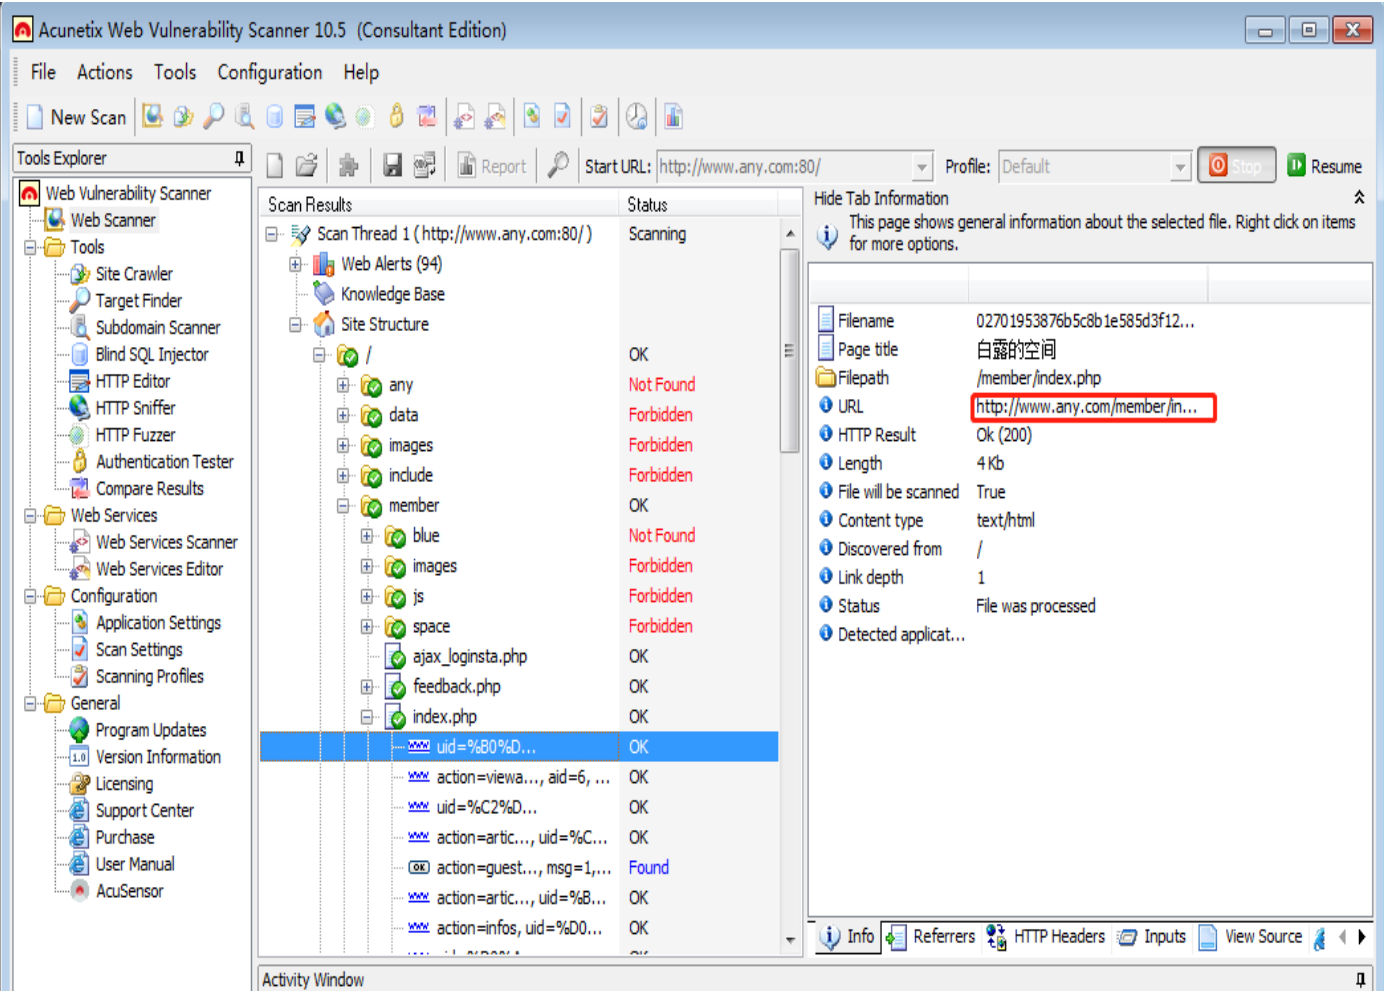 Acunetix Web Vulnerability Scanner 10.5 (Consultant Edition)
File Actions Tools Configuration Help
New Scan
Tools Explorer
Web Vulnerability Scanner
Web Scanner
Tools
Site Crawler
Target Finder
Subdomain Scanner
Blind SQL Injector
HTTP Editor
HTTP Sniffer
HTTP Fuzzer
Authentication Tester
Compare Results
Web Services
Web Services Scanner
Web Services Editor
Configuration
Application Settings
Scan Settings
Scanning Profiles
General
Program Updates
1.0 Version Information
Licensing
Support Center
Purchase
User Manual
AcuSensor
Report Start URL: http://www.any.com:80/ Profile: Default Stop Resume
Scan Results Status
Scan Thread 1 ( http://www.any.com:80/ ) Scanning
Web Alerts (94)
Knowledge Base
Site Structure
/ OK
any Not Found
data Forbidden
images Forbidden
include Forbidden
member OK
blue Not Found
images Forbidden
js Forbidden
space Forbidden
ajax_loginsta.php OK
feedback.php OK
index.php OK
www uid=%B0%D... OK
www action=viewa..., aid=6, ... OK
www uid=%C2%D... OK
www action=artic..., uid=%C... OK
OK action=guest..., msg=1,... Found
www action=artic..., uid=%B... OK
www action=infos, uid=%D0... OK
Hide Tab Information
This page shows general information about the selected file. Right click on items
for more options.
Filename 02701953876b5c8b1e585d3f12...
Page title 白露的空间
Filepath /member/index.php
URL http://www.any.com/member/in...
HTTP Result Ok (200)
Length 4 Kb
File will be scanned True
Content type text/html
Discovered from /
Link depth 1
Status File was processed
Detected applicat...
Info Referrers HTTP Headers Inputs View Source
Activity Window